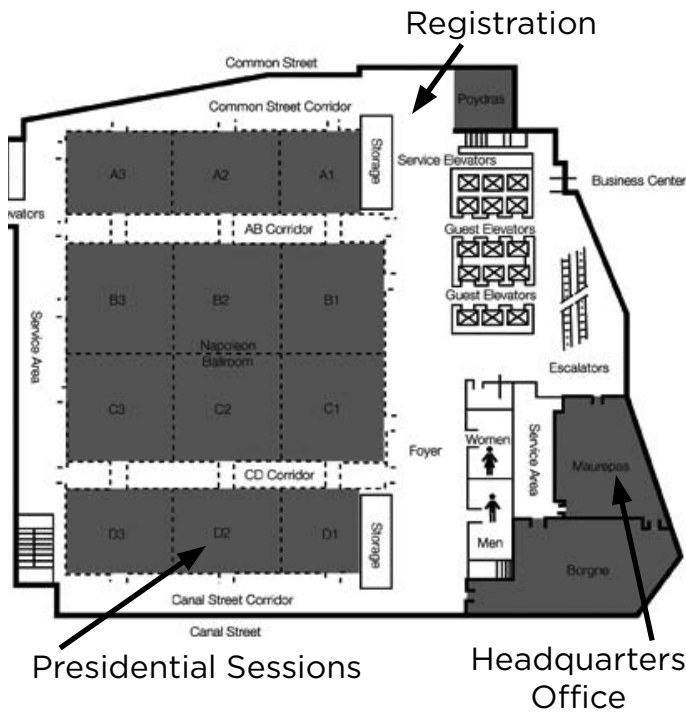 Registration
Common Street
Common Street Corridor
Poydras
Storage
A3
A2
A1
Service Elevators
Business Center
vators
AB Corridor
Guest Elevators
B3
B2
B1
Guest Elevators
Service Area
Napoleon
Ballroom
Escalators
C3
C2
C1
Foyer
Women
Service Area
Maurepas
CD Corridor
D3
D2
D1
Storage
Men
Borgne
Canal Street Corridor
Canal Street
Presidential Sessions
Headquarters
Office